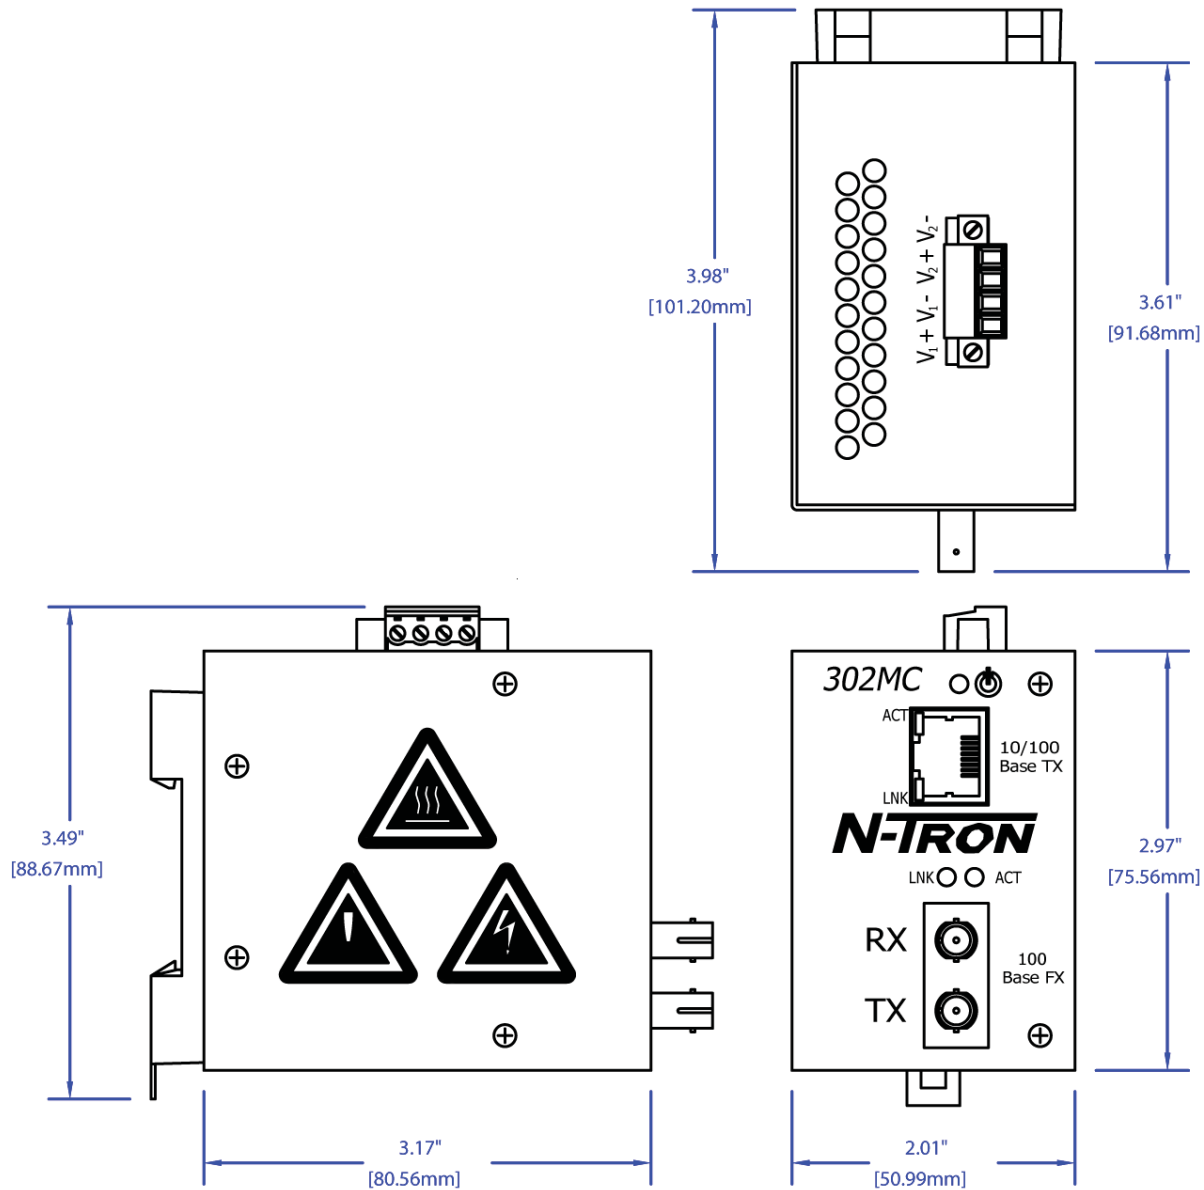 3.98"
[101.20mm]
V₁ + V₁ - V₂ + V₂ -
3.61"
[91.68mm]
3.49"
[88.67mm]
302MC
ACT
10/100
Base TX
LNK
N-TRON
LNK
ACT
RX
100
Base FX
TX
2.97"
[75.56mm]
3.17"
[80.56mm]
2.01"
[50.99mm]